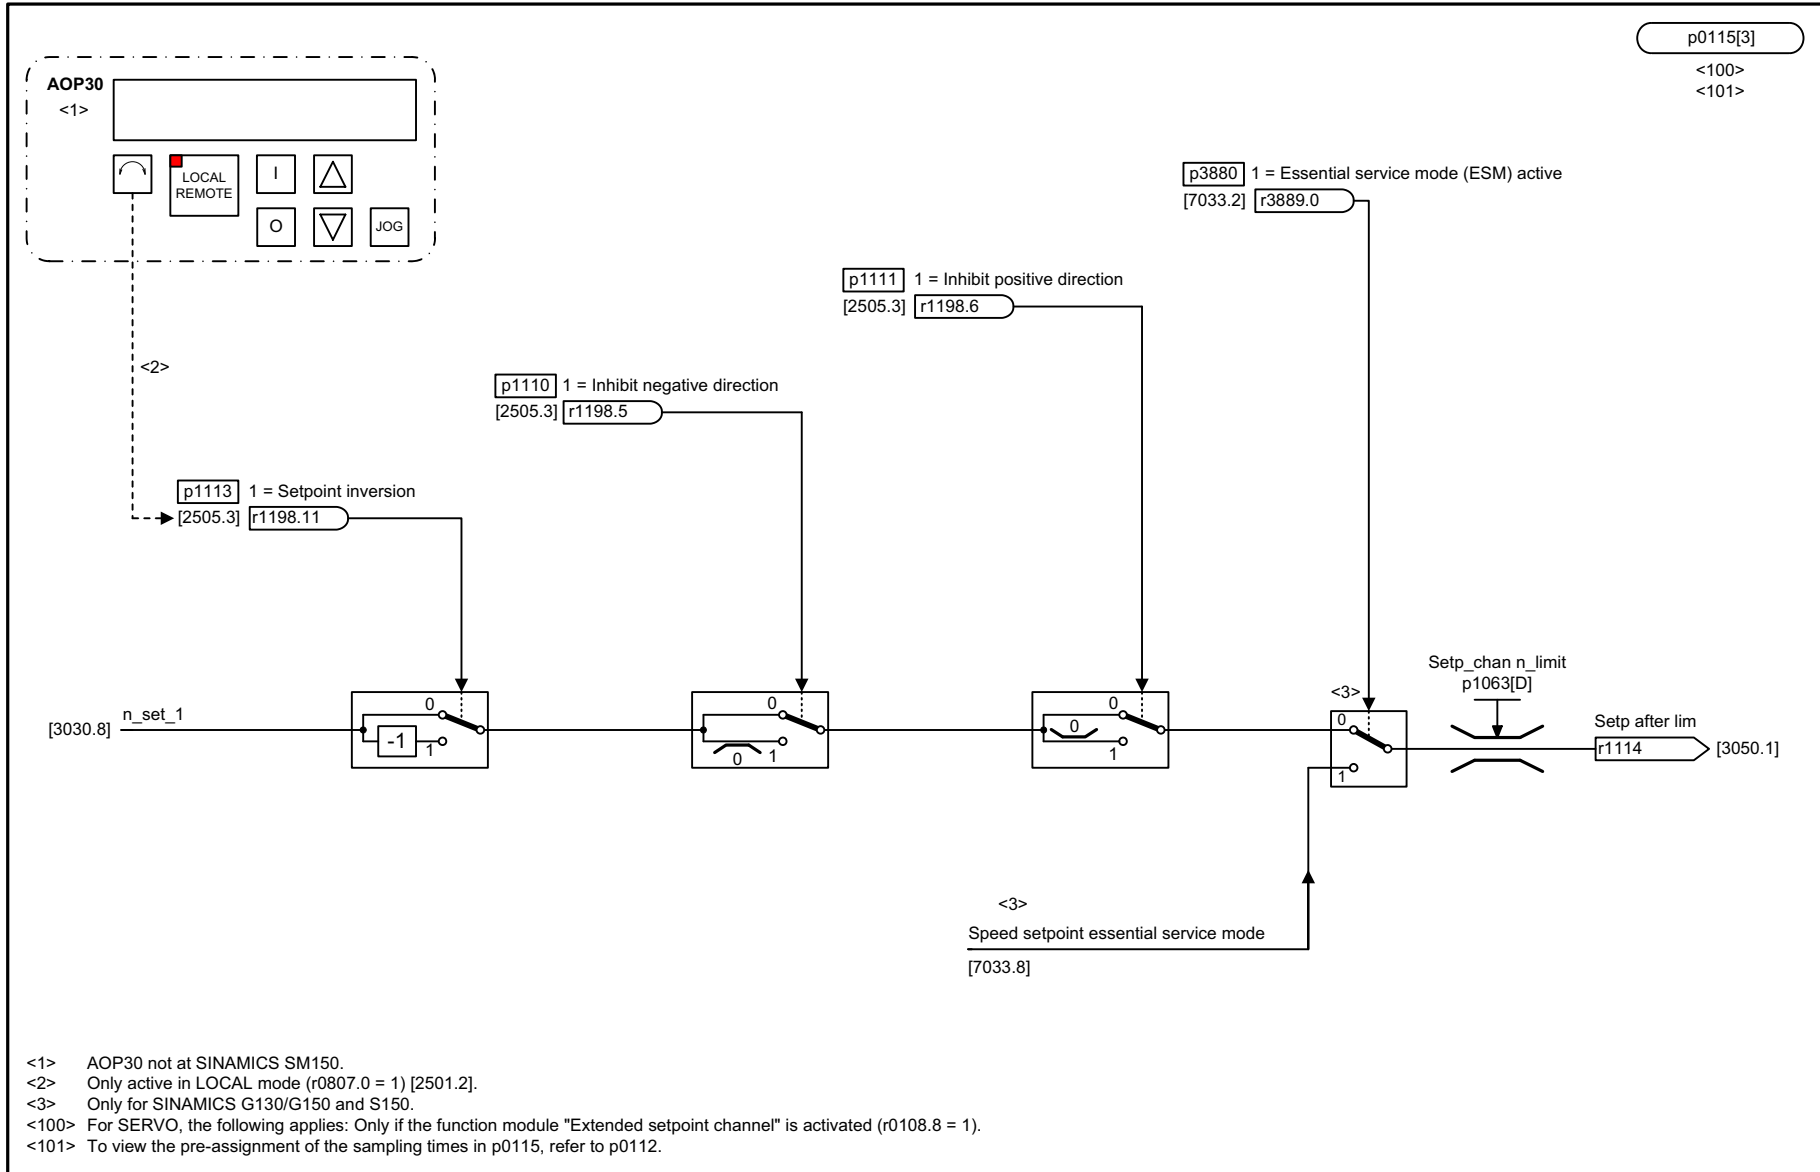 p0115[3]
<100>
<101>
AOP30
<1>
LOCAL
REMOTE
I
O
JOG
p3880 1 = Essential service mode (ESM) active
[7033.2] r3889.0
p1111 1 = Inhibit positive direction
[2505.3] r1198.6
<2>
p1110 1 = Inhibit negative direction
[2505.3] r1198.5
p1113 1 = Setpoint inversion
[2505.3] r1198.11
Setp_chan n_limit
p1063[D]
<3>
[3030.8] n_set_1
0
-1 1
0
0 1
0
0
1
0
1
Setp after lim
r1114 [3050.1]
<3>
Speed setpoint essential service mode
[7033.8]
<1> AOP30 not at SINAMICS SM150.
<2> Only active in LOCAL mode (r0807.0 = 1) [2501.2].
<3> Only for SINAMICS G130/G150 and S150.
<100> For SERVO, the following applies: Only if the function module "Extended setpoint channel" is activated (r0108.8 = 1).
<101> To view the pre-assignment of the sampling times in p0115, refer to p0112.